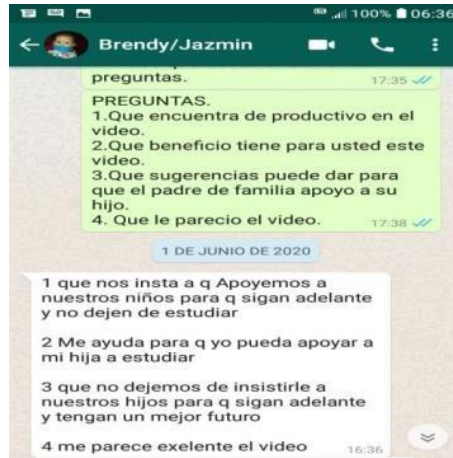 100% 06:36
Brendy/Jazmin
preguntas.
17:35
PREGUNTAS.
1.Que encuentra de productivo en el
video.
2.Que beneficio tiene para usted este
video.
3.Que sugerencias puede dar para
que el padre de familia apoyo a su
hijo.
4. Que le parecio el video.
17:38
1 DE JUNIO DE 2020
1 que nos insta a q Apoyemos a
nuestros niños para q sigan adelante
y no dejen de estudiar
2 Me ayuda para q yo pueda apoyar a
mi hija a estudiar
3 que no dejemos de insistirle a
nuestros hijos para q sigan adelante
y tengan un mejor futuro
4 me parece exelente el video
16:36